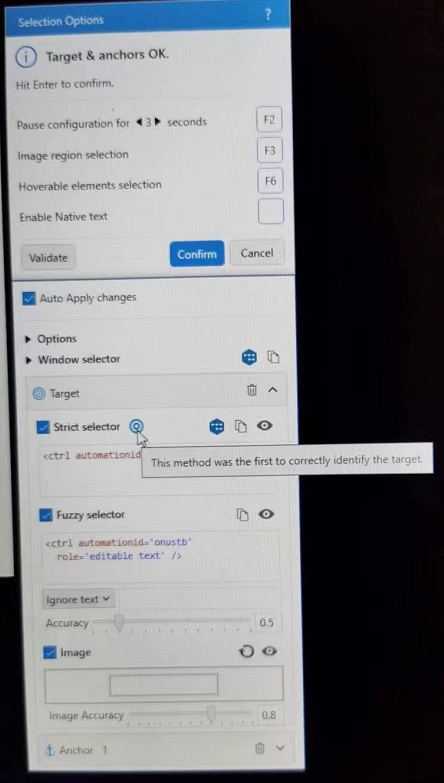 Selection Options ?
Target & anchors OK.
Hit Enter to confirm.
Pause configuration for 3 seconds F2
Image region selection F3
Hoverable elements selection F6
Enable Native text
Validate Confirm Cancel
Auto Apply changes
Options
Window selector
Target
Strict selector
<ctrl automationid
This method was the first to correctly identify the target.
Fuzzy selector
<ctrl automationid='onustb'
role='editable text' />
Ignore text
Accuracy 0.5
Image
Image Accuracy 0.8
Anchor 1